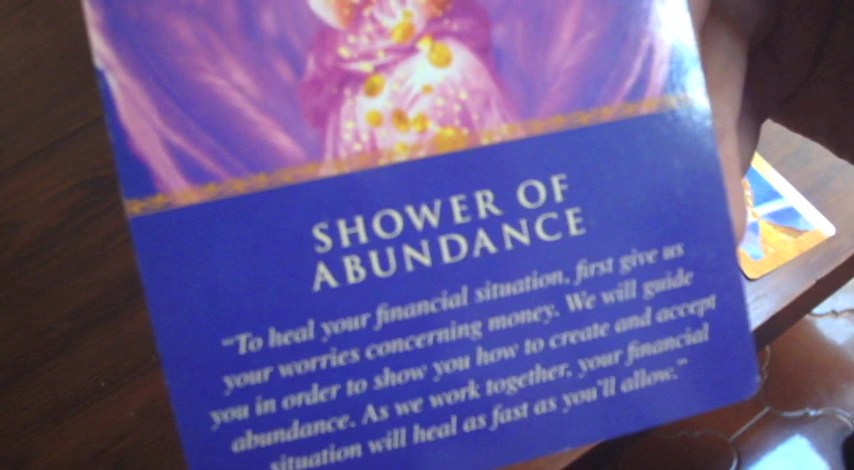 SHOWER OF
ABUNDANCE
"To heal your financial situation, first give us
your worries concerning money. We will guide
you in order to show you how to create and accept
abundance. As we work together, your financial
situation will heal as fast as you'll allow."